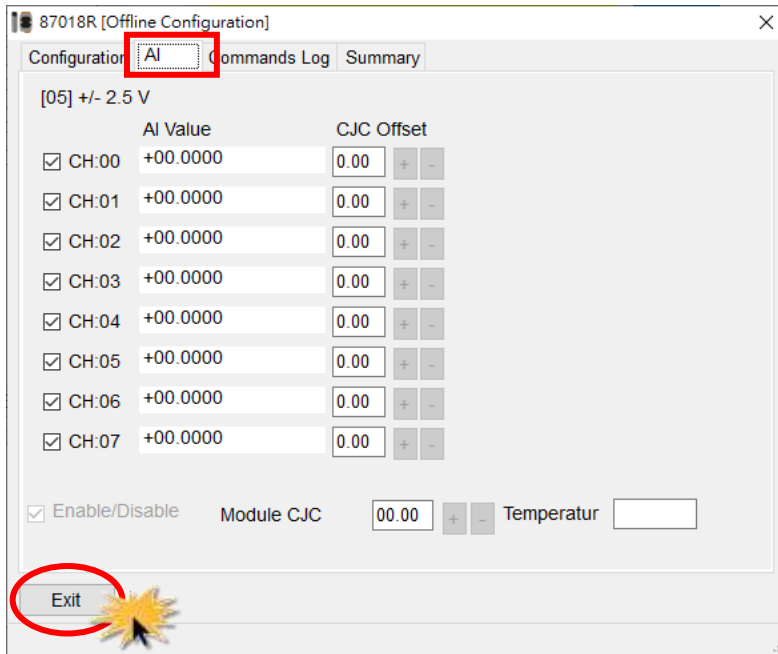 87018R [Offline Configuration]
Configuration AI Commands Log Summary
[05] +/- 2.5 V
AI Value CJC Offset
CH:00 +00.0000 0.00 + -
CH:01 +00.0000 0.00 + -
CH:02 +00.0000 0.00 + -
CH:03 +00.0000 0.00 + -
CH:04 +00.0000 0.00 + -
CH:05 +00.0000 0.00 + -
CH:06 +00.0000 0.00 + -
CH:07 +00.0000 0.00 + -
Enable/Disable Module CJC 00.00 + - Temperatur
Exit